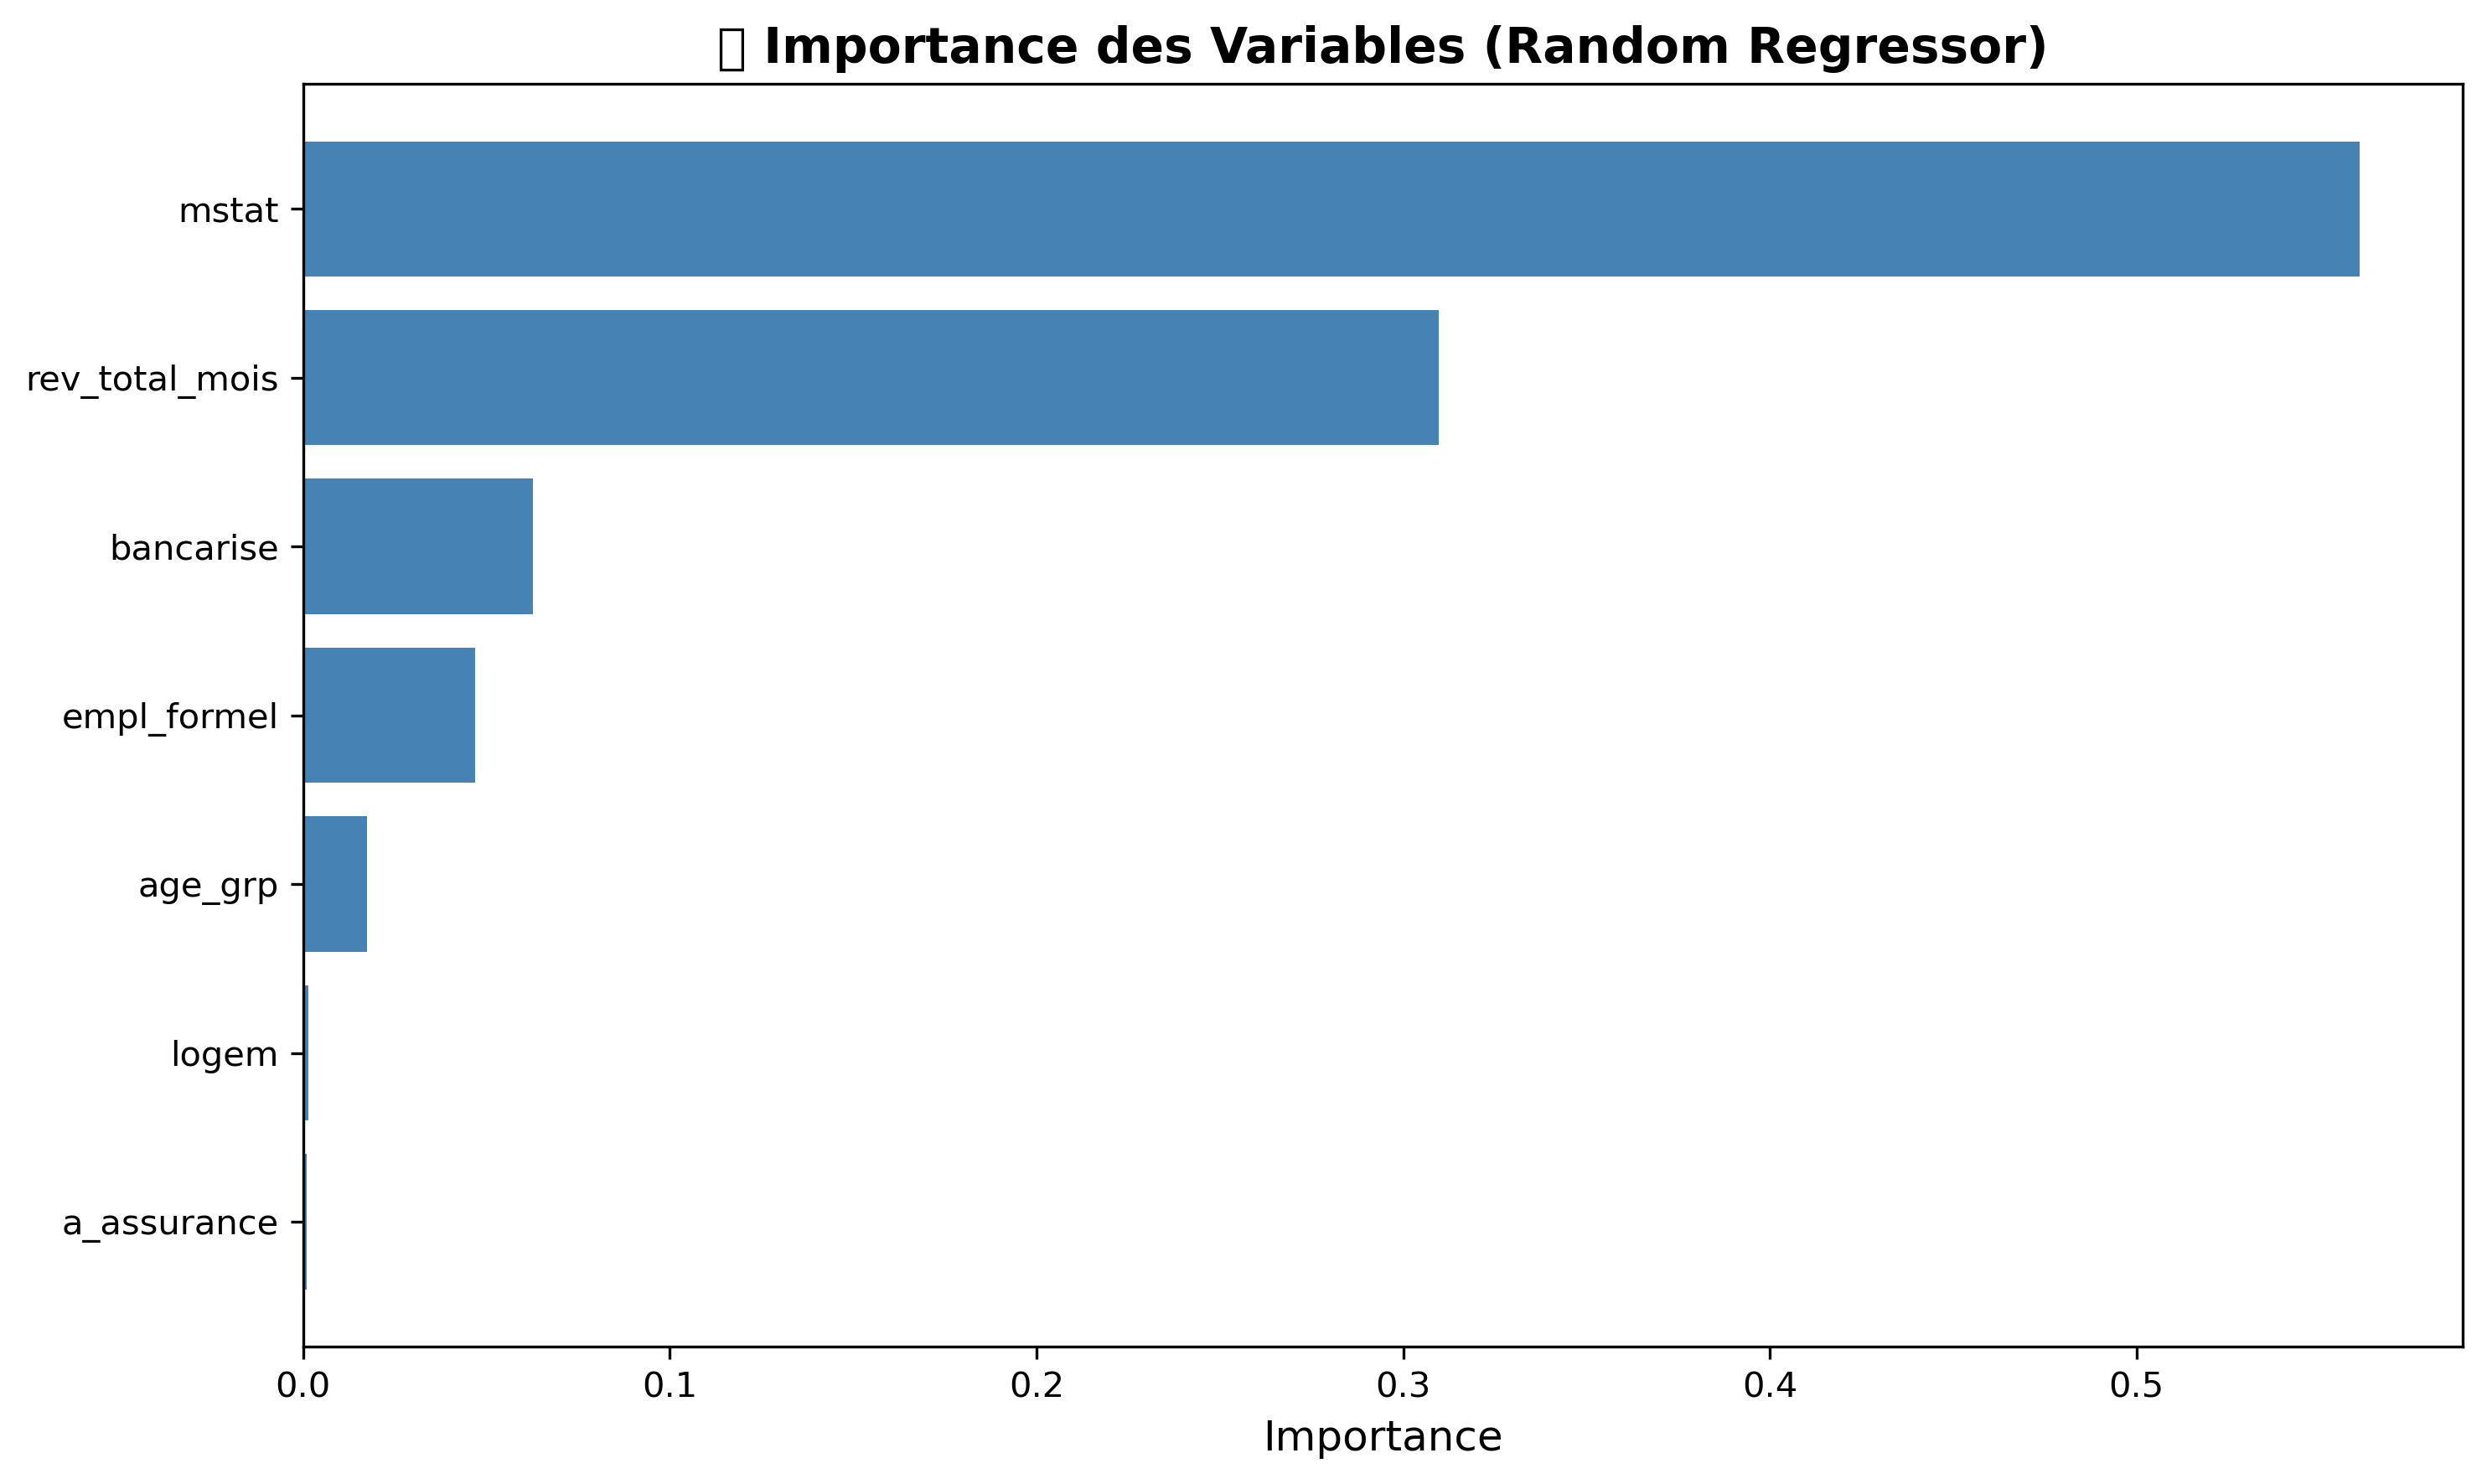 ▯ Importance des Variables (Random Regressor)
mstat
rev_total_mois
bancarise
empl_formel
age_grp
logem
a_assurance
0.0 0.1 0.2 0.3 0.4 0.5
Importance